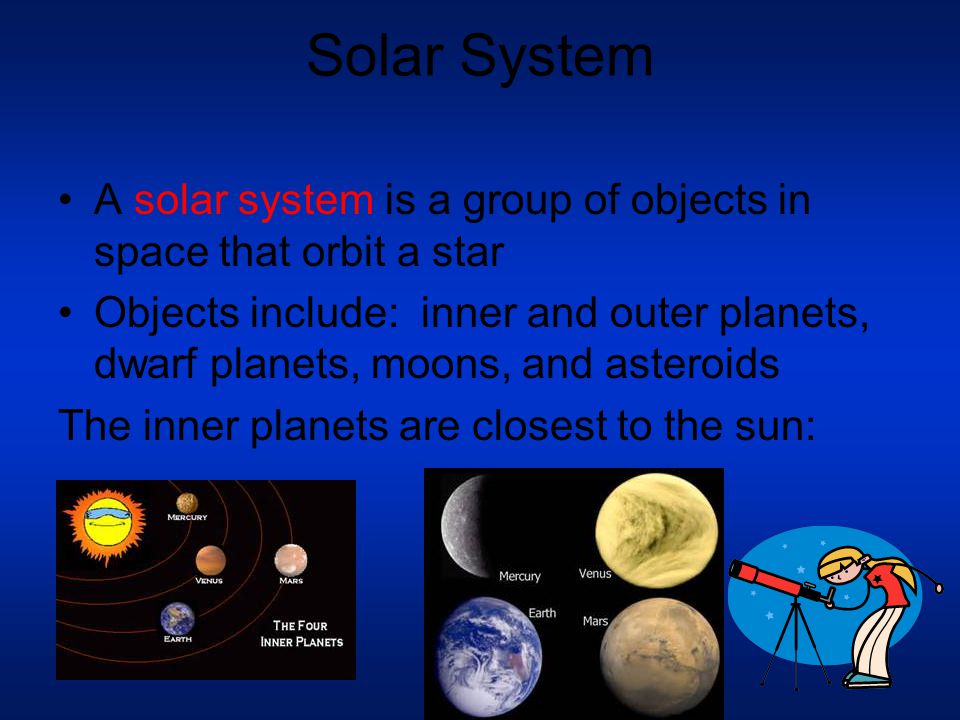 Solar System
• A solar system is a group of objects in
space that orbit a star
• Objects include:  inner and outer planets,
dwarf planets, moons, and asteroids
The inner planets are closest to the sun:
MERCURY
VENUS
MARS
EARTH
THE FOUR
INNER PLANETS
Mercury
Venus
Earth
Mars